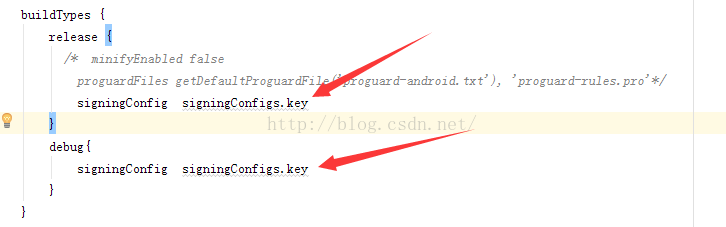 buildTypes {
release {
/*  minifyEnabled false
proguardFiles getDefaultProguardFile('proguard-android.txt'), 'proguard-rules.pro'*/
signingConfig  signingConfigs.key
}
http://blog.csdn.net/
debug{
signingConfig  signingConfigs.key
}
}